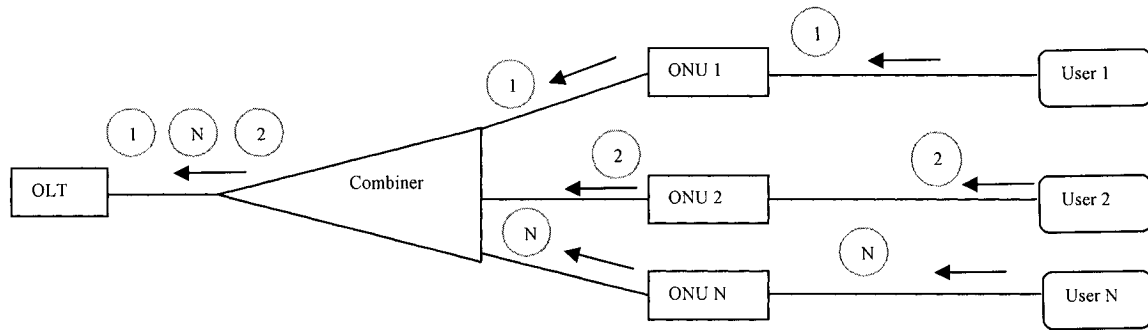 1
1
ONU 1
User 1
1 N 2
OLT
Combiner
2
ONU 2
2
User 2
N
ONU N
N
User N